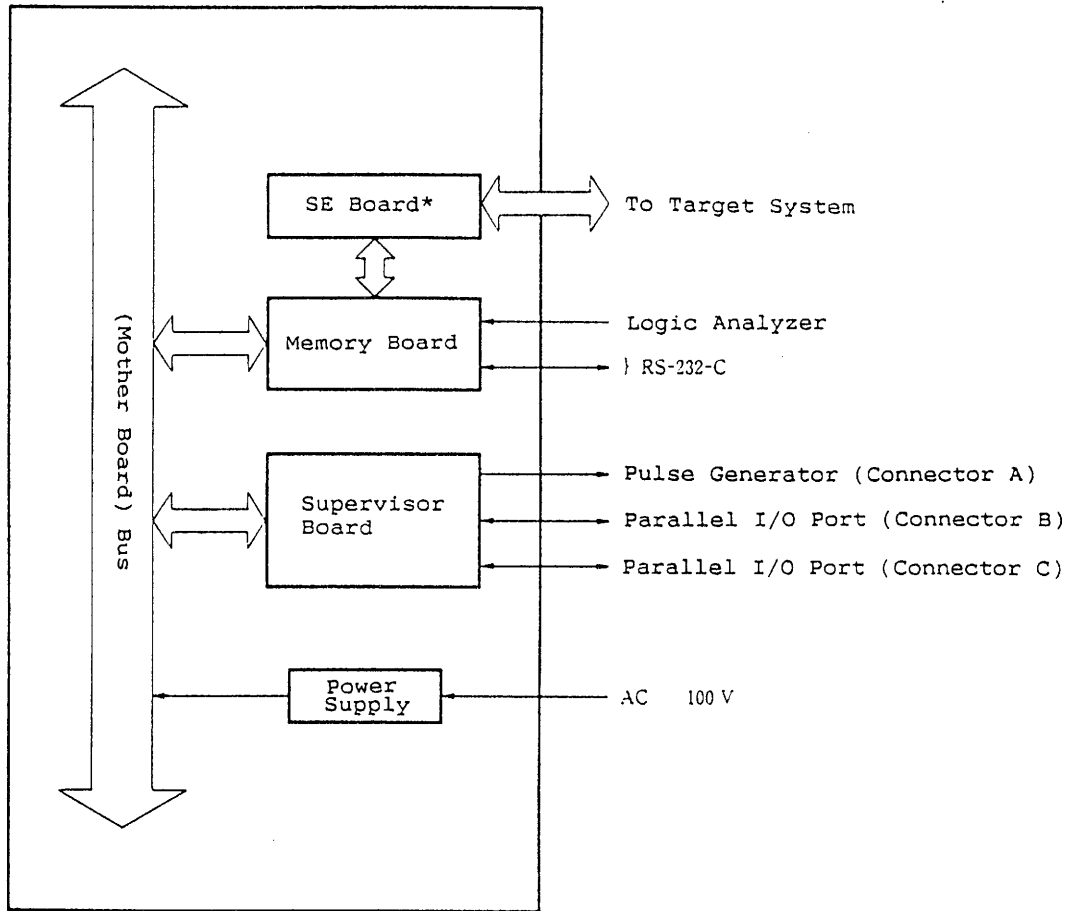 SE Board*
To Target System
(Mother Board) Bus
Memory Board
Logic Analyzer
} RS-232-C
Supervisor
Board
Pulse Generator (Connector A)
Parallel I/O Port (Connector B)
Parallel I/O Port (Connector C)
Power
Supply
AC 100 V